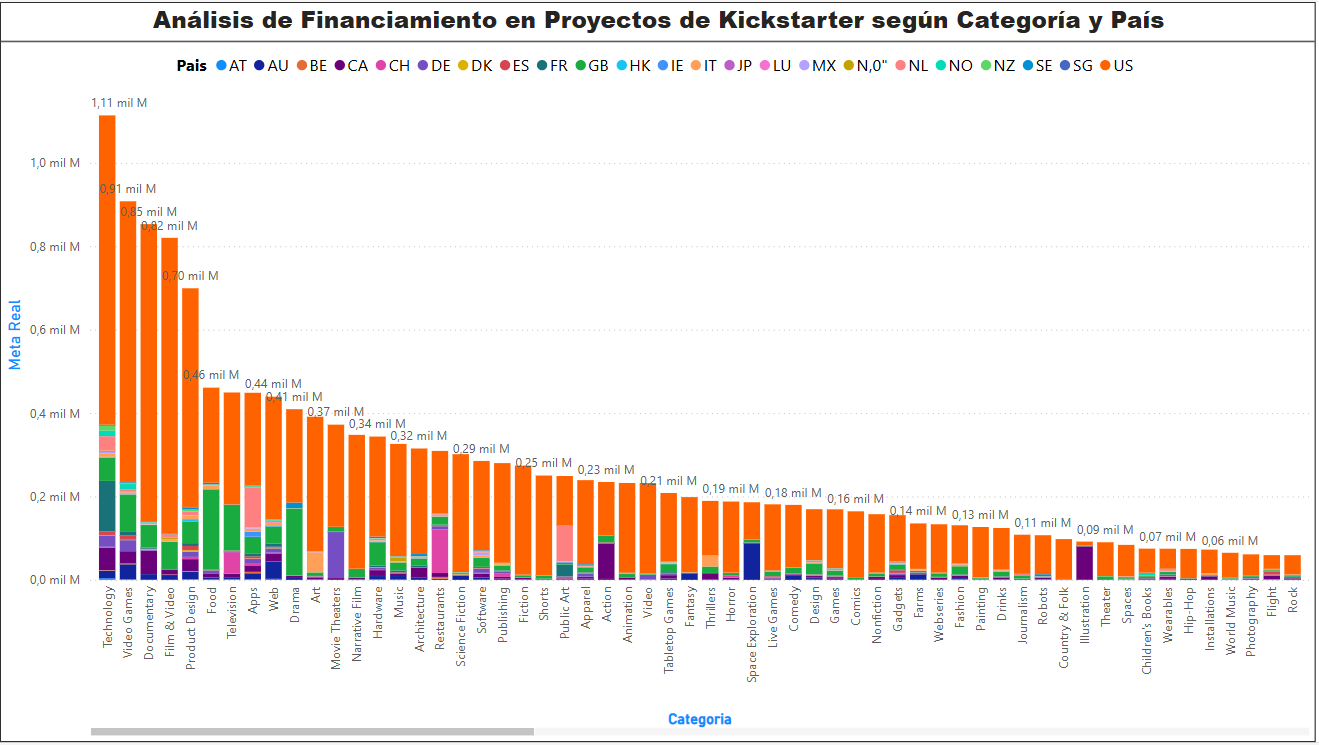 Análisis de Financiamiento en Proyectos de Kickstarter según Categoría y País
Pais AT AU BE CA CH DE DK ES FR GB HK IE IT JP LU MX N,0" NL NO NZ SE SG US
1,11 mil M
0,91 mil M
0,85 mil M
0,82 mil M
0,70 mil M
0,46 mil M
0,44 mil M
0,41 mil M
0,37 mil M
0,34 mil M
0,32 mil M
0,29 mil M
0,25 mil M
0,23 mil M
0,21 mil M
0,19 mil M
0,18 mil M
0,16 mil M
0,14 mil M
0,13 mil M
0,11 mil M
0,09 mil M
0,07 mil M
0,06 mil M
1,0 mil M
0,8 mil M
0,6 mil M
0,4 mil M
0,2 mil M
0,0 mil M
Meta Real
Technology
Video Games
Documentary
Film & Video
Product Design
Food
Television
Apps
Web
Drama
Art
Movie Theaters
Narrative Film
Hardware
Music
Architecture
Restaurants
Science Fiction
Software
Publishing
Fiction
Shorts
Public Art
Apparel
Action
Animation
Video
Tabletop Games
Fantasy
Thrillers
Horror
Space Exploration
Live Games
Comedy
Design
Games
Comics
Nonfiction
Gadgets
Farms
Webseries
Fashion
Painting
Drinks
Journalism
Robots
Country & Folk
Illustration
Theater
Spaces
Children's Books
Wearables
Hip-Hop
Installations
World Music
Photography
Flight
Rock
Categoria